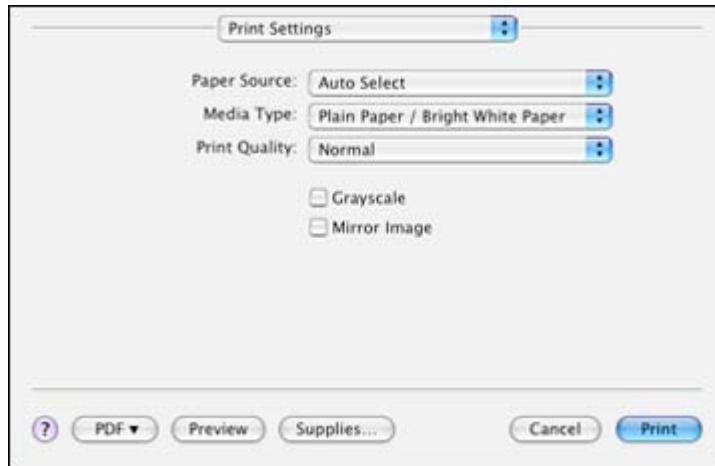 Print Settings
Paper Source: Auto Select
Media Type: Plain Paper / Bright White Paper
Print Quality: Normal
Grayscale
Mirror Image
? PDF▼ Preview Supplies... Cancel Print